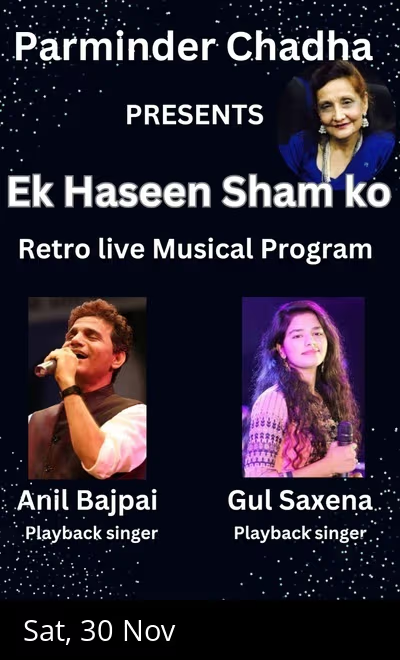 Parminder Chadha
PRESENTS
Ek Haseen Sham ko
Retro live Musical Program
Anil Bajpai
Gul Saxena
Playback singer
Playback singer
Sat, 30 Nov